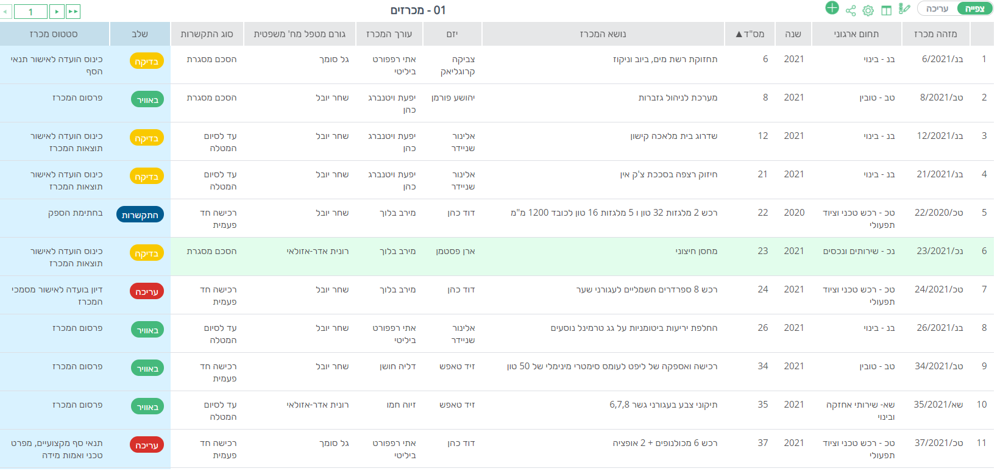 צפייה עריכה
01 - מכרזים
1
מזהה מכרז תחום ארגוני שנה מס"ד▲ נושא המכרז יזם עורך המכרז גורם מטפל מח' משפטית סוג התקשרות שלב סטטוס מכרז
1 בנ/6/2021 בנ - בינוי 2021 6 תחזוקת רשת מים, ביוב וניקוז צביקה אתי רפפורט גל סומך הסכם מסגרת בדיקה כינוס הועדה לאישור תנאי
קרוגליאק ביליטי הסף
2 טב/8/2021 טב - טובין 2021 8 מערכת לניהול גזברות יהושע פורמן יפעת ויטנברג שחר יובל הסכם מסגרת באוויר פרסום המכרז
כהן
3 בנ/12/2021 בנ - בינוי 2021 12 שדרוג בית מלאכה קישון אלינור יפעת ויטנברג שחר יובל עד לסיום בדיקה כינוס הועדה לאישור
שניידר כהן המטלה תוצאות המכרז
4 בנ/21/2021 בנ - בינוי 2021 21 חיזוק רצפה בסככת צ'ק אין אלינור יפעת ויטנברג שחר יובל עד לסיום בדיקה כינוס הועדה לאישור
שניידר כהן המטלה תוצאות המכרז
5 טכ/22/2020 טכ - רכש טכני וציוד 2020 22 רכש 2 מלגזות 32 טון ו 5 מלגזות 16 טון לכובד 1200 מ"מ דוד כהן מירב בלוך שחר יובל רכישה חד התקשרות בחתימת הספק
תפעולי פעמית
6 נכ/23/2021 נכ - שירותים ונכסים 2021 23 מחסן חיצוני ארן פסטמן מירב בלוך רונית אדר-אזולאי הסכם מסגרת בדיקה כינוס הועדה לאישור
תוצאות המכרז
7 טכ/24/2021 טכ - רכש טכני וציוד 2021 24 רכש 8 ספרדרים חשמליים לעגורני שער דוד כהן מירב בלוך שחר יובל רכישה חד עריכה דיון בועדה לאישור מסמכי
תפעולי פעמית המכרז
8 בנ/26/2021 בנ - בינוי 2021 26 החלפת יריעות ביטומניות על גג טרמינל נוסעים אלינור אתי רפפורט שחר יובל עד לסיום באוויר פרסום המכרז
שניידר ביליטי המטלה
9 טב/34/2021 טב - טובין 2021 34 רכישה ואספקה של ליפט לעומס סימטרי מינימלי של 50 טון זיד טאפש דליה חושן שחר יובל רכישה חד באוויר פרסום המכרז
פעמית
10 שא/35/2021 שא- שירותי אחזקה 2021 35 תיקוני צבע בעגורני גשר 6,7,8 זיד טאפש זיוה חמו רונית אדר-אזולאי עד לסיום באוויר פרסום המכרז
ובינוי המטלה
11 טכ/37/2021 טכ - רכש טכני וציוד 2021 37 רכש 6 מכולנופים + 2 אופציה דוד כהן אתי רפפורט גל סומך רכישה חד עריכה תנאי סף מקצועיים, מפרט
תפעולי ביליטי פעמית טכני ואמות מידה